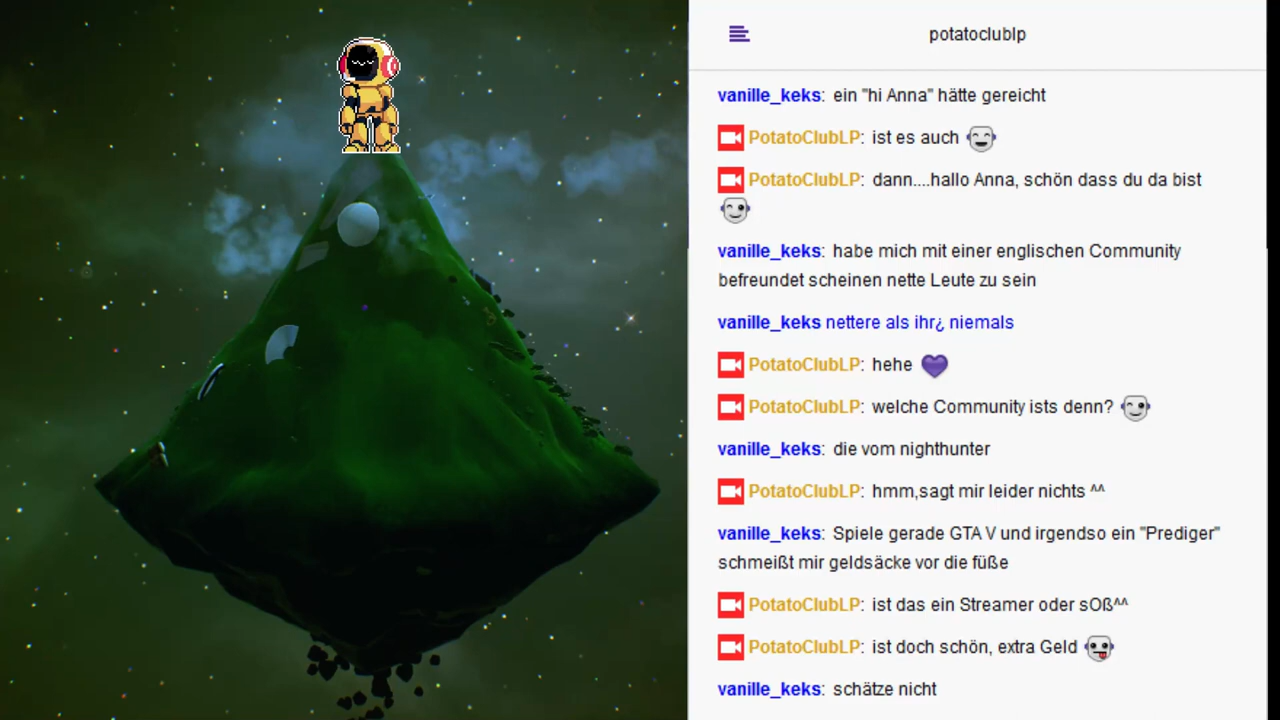 potatoclublp
vanille_keks: ein "hi Anna" hätte gereicht
PotatoClubLP: ist es auch
PotatoClubLP: dann....hallo Anna, schön dass du da bist
vanille_keks: habe mich mit einer englischen Community
befreundet scheinen nette Leute zu sein
vanille_keks nettere als ihr¿ niemals
PotatoClubLP: hehe
PotatoClubLP: welche Community ists denn?
vanille_keks: die vom nighthunter
PotatoClubLP: hmm,sagt mir leider nichts ^^
vanille_keks: Spiele gerade GTA V und irgendso ein "Prediger"
schmeißt mir geldsäcke vor die füße
PotatoClubLP: ist das ein Streamer oder sOß^^
PotatoClubLP: ist doch schön, extra Geld
vanille_keks: schätze nicht